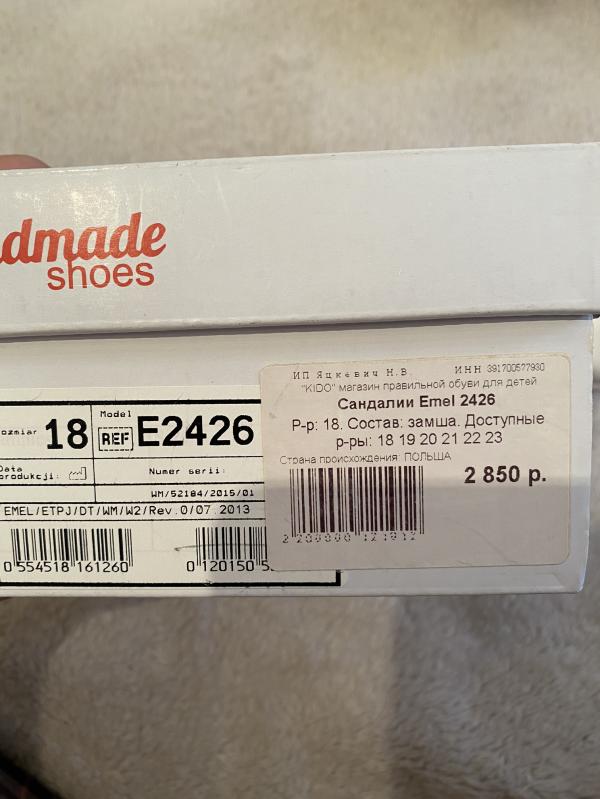 dmade
shoes
ИП Яцкевич Н.В. ИНН 391700577930
"KIDO" магазин правильной обуви для детей
Сандалии Emel 2426
Р-р: 18. Состав: замша. Доступные
р-ры: 18 19 20 21 22 23
Страна происхождения: ПОЛЬША
2 850 р.
ozmiar 18
Model
REF E2426
Data
produkcji:
Numer serii:
WM/52184/2015/01
EMEL/ETPJ/DT/WM/W2/Rev.0/07.2013
0 554518 161260
0 120150 5